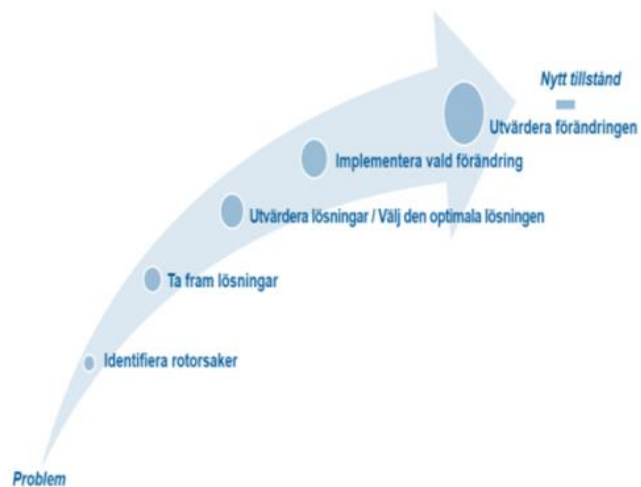 Nytt tillstånd
Utvärdera förändringen
Implementera vald förändring
Utvärdera lösningar / Välj den optimala lösningen
Ta fram lösningar
Identifiera rotorsaker
Problem